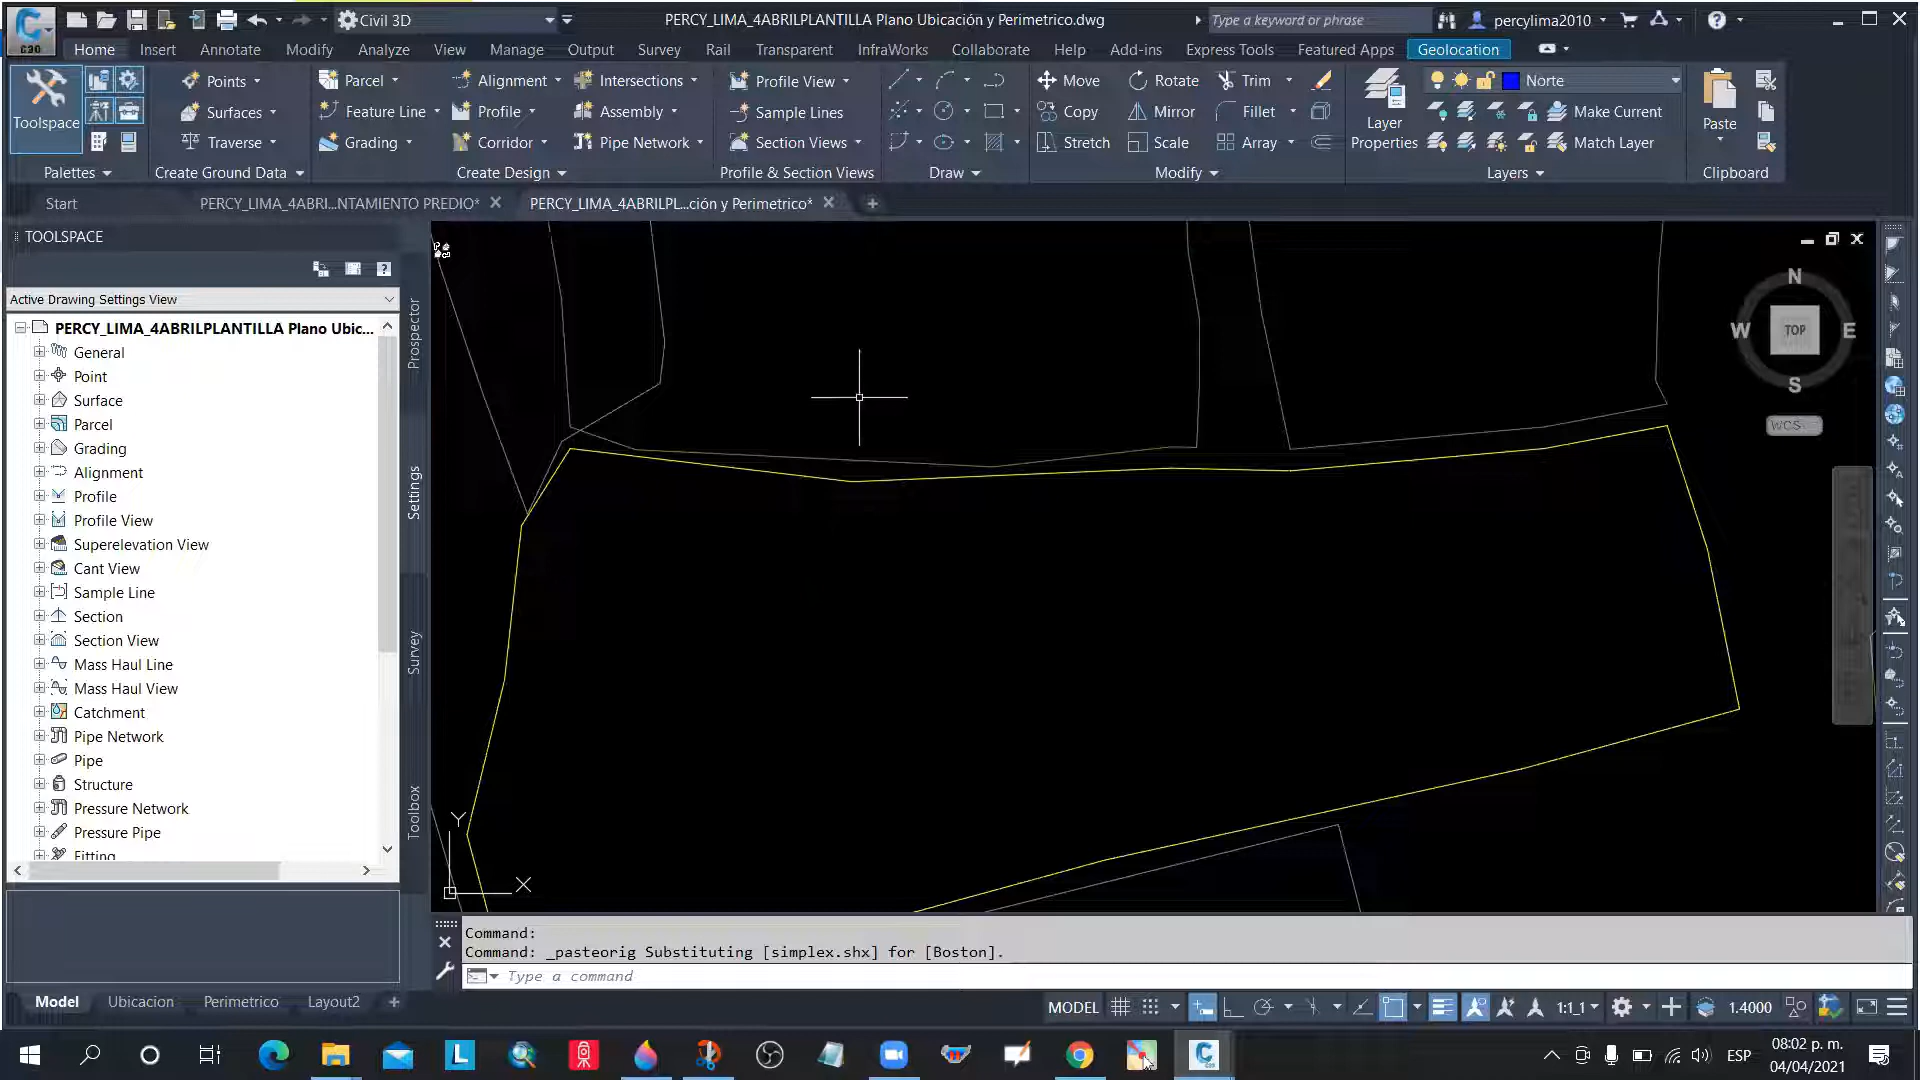 Civil 3D
PERCY_LIMA_4ABRILPLANTILLA Plano Ubicación y Perimetrico.dwg
Type a keyword or phrase
percylima2010
C3D
Home Insert Annotate Modify Analyze View Manage Output Survey Rail Transparent InfraWorks Collaborate Help Add-ins Express Tools Featured Apps Geolocation
Points Parcel Alignment Intersections Profile View Move Rotate Trim Norte
Toolspace Surfaces Feature Line Profile Assembly Sample Lines Copy Mirror Fillet Layer Properties Make Current Paste
Traverse Grading Corridor Pipe Network Section Views Stretch Scale Array Match Layer
Palettes Create Ground Data Create Design Profile & Section Views Draw Modify Layers Clipboard
Start PERCY_LIMA_4ABRI...NTAMIENTO PREDIO* PERCY_LIMA_4ABRILPL...ción y Perimetrico*
TOOLSPACE
Active Drawing Settings View
PERCY_LIMA_4ABRILPLANTILLA Plano Ubic...
General
Point
Surface
Parcel
Grading
Alignment
Profile
Profile View
Superelevation View
Cant View
Sample Line
Section
Section View
Mass Haul Line
Mass Haul View
Catchment
Pipe Network
Pipe
Structure
Pressure Network
Pressure Pipe
Fitting
Prospector
Settings
Survey
Toolbox
N
W TOP E
S
WCS
Y
X
Command:
Command: _pasteorig Substituting [simplex.shx] for [Boston].
Type a command
Model Ubicacion Perimetrico Layout2
MODEL 1:1_1 1.4000
ESP
08:02 p. m.
04/04/2021